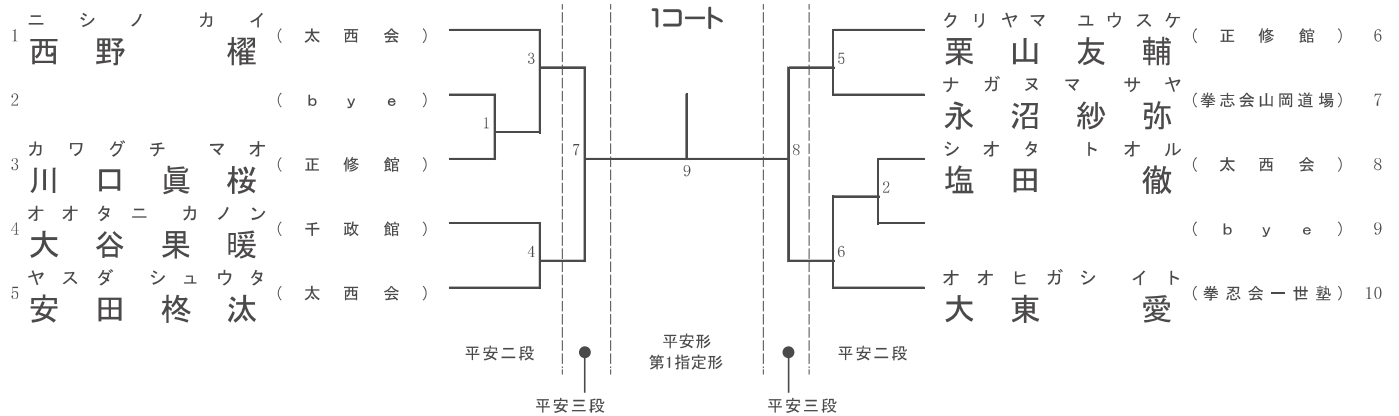 1コート
ニシノ カイ
1 西野 櫂 (太西会)
2 (bye)
カワグチ マオ
3 川口眞桜 (正修館)
オオタニ カノン
4 大谷果暖 (千政館)
ヤスダ シュウタ
5 安田柊汰 (太西会)
3
1
4
7
9
8
5
2
6
クリヤマ ユウスケ
栗山友輔 (正修館) 6
ナガヌマ サヤ
永沼紗弥 (拳志会山岡道場) 7
シオタ トオル
塩田 徹 (太西会) 8
(bye) 9
オオヒガシ イト
大東 愛 (拳忍会一世塾) 10
平安二段
平安三段
平安形
第1指定形
平安三段
平安二段